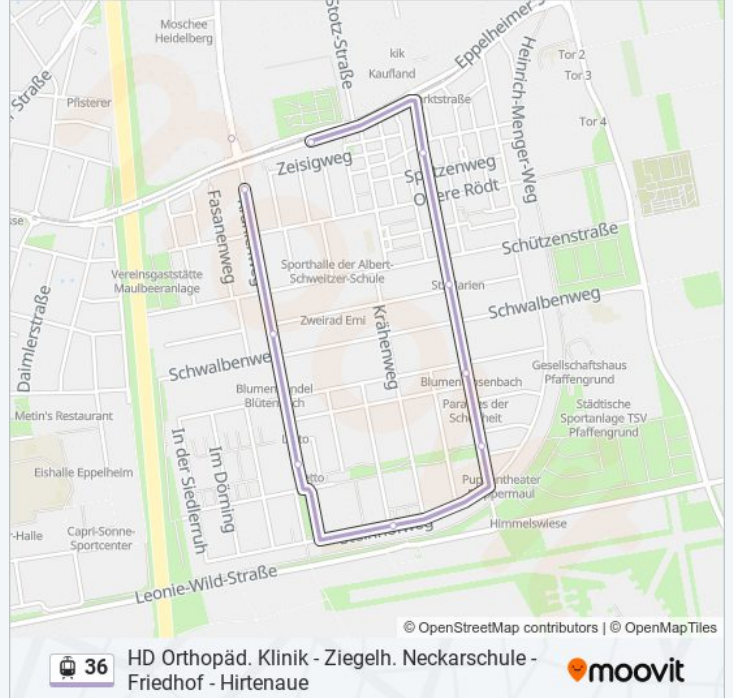 Moschee
Heidelberg
Stotz-Straße
kik
Kaufland
Eppelheimer
Heinrich-Menger-Weg
Tor 2
Tor 3
Tor 4
Pfisterer
Straße
Zeisigweg
Obere Rödt
Fasanenweg
Schützenstraße
Sporthalle der Albert-
Schweitzer-Schule
Vereinsgaststätte
Maulbeeranlage
Schwalbenweg
Zweirad Erni
Krähenweg
Daimlerstraße
Gesellschaftshaus
Pfaffengrund
Städtische
Sportanlage TSV
Pfaffengrund
Metin's Restaurant
In der Siedlerruh
Im Dörning
Eishalle Eppelheim
Capri-Sonne-
Sportcenter
Himmelswiese
Leonie-Wild-Straße
© OpenStreetMap contributors | © OpenMapTiles
36
HD Orthopäd. Klinik - Ziegelh. Neckarschule -
Friedhof - Hirtenaue
moovit